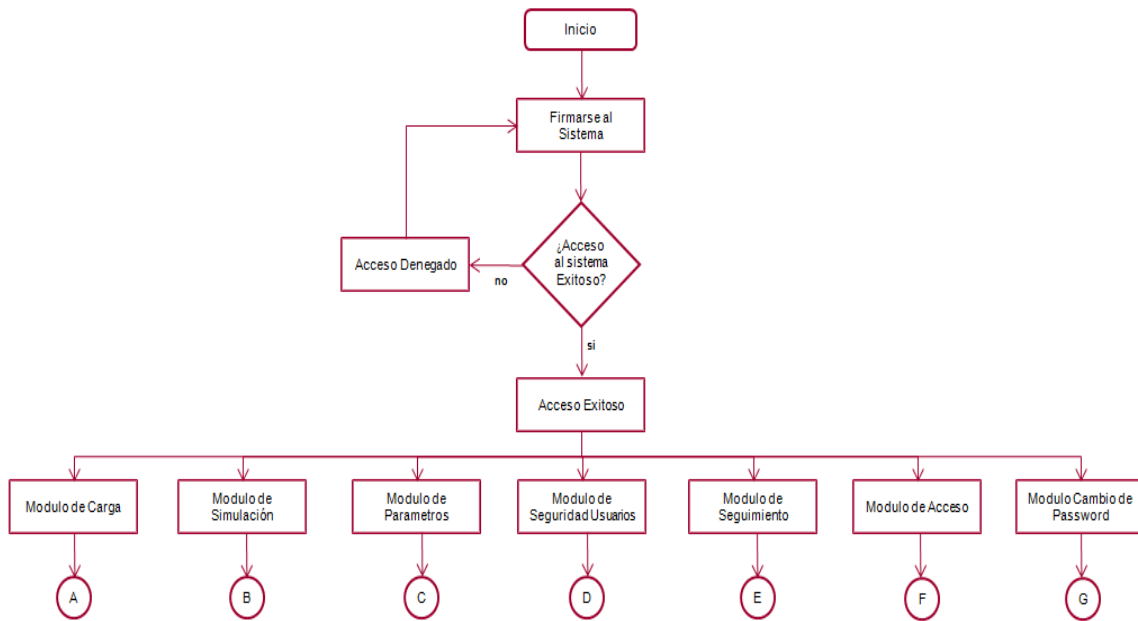 Inicio
Firmarse al
Sistema
¿Acceso
al sistema
Exitoso?
Acceso Denegado
no
si
Acceso Exitoso
Modulo de Carga
Modulo de
Simulación
Modulo de
Parametros
Modulo de
Seguridad Usuarios
Modulo de
Seguimiento
Modulo de Acceso
Modulo Cambio de
Password
A
B
C
D
E
F
G